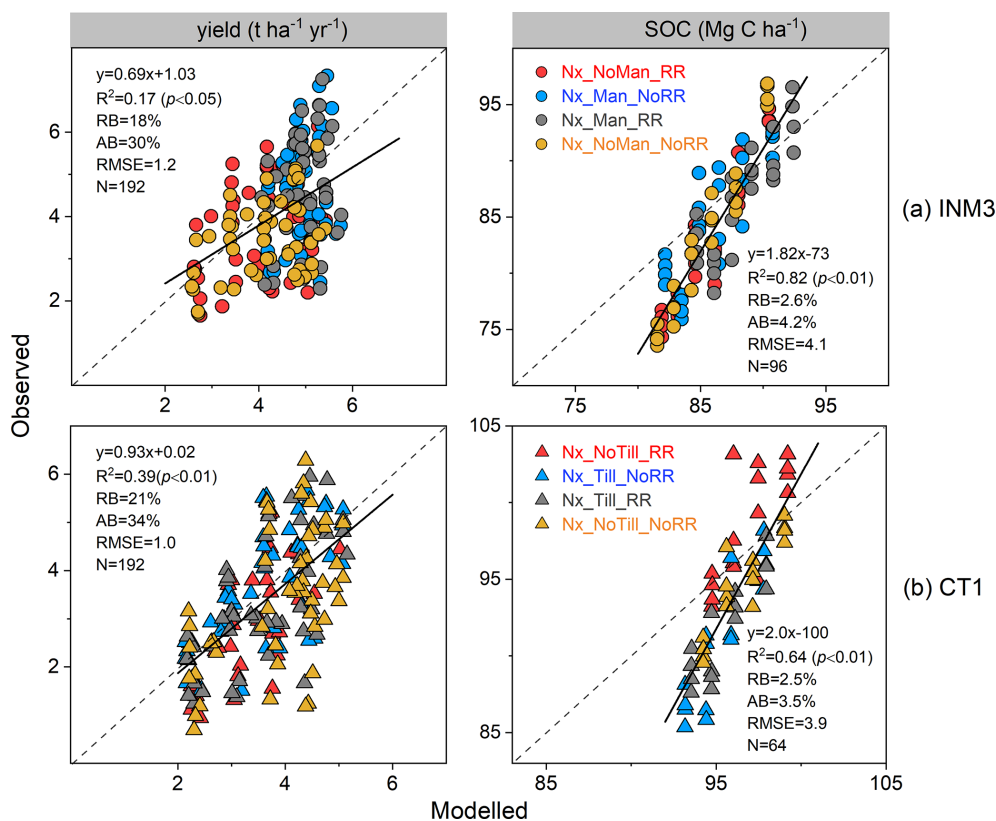 yield (t ha⁻¹ yr⁻¹)
SOC (Mg C ha⁻¹)
y=0.69x+1.03
R²=0.17 (p<0.05)
RB=18%
AB=30%
RMSE=1.2
N=192
6
4
2
2 4 6
Nx_NoMan_RR
Nx_Man_NoRR
Nx_Man_RR
Nx_NoMan_NoRR
y=1.82x-73
R²=0.82 (p<0.01)
RB=2.6%
AB=4.2%
RMSE=4.1
N=96
95
85
75
75 85 95
(a) INM3
Observed
y=0.93x+0.02
R²=0.39(p<0.01)
RB=21%
AB=34%
RMSE=1.0
N=192
6
4
2
2 4 6
Nx_NoTill_RR
Nx_Till_NoRR
Nx_Till_RR
Nx_NoTill_NoRR
y=2.0x-100
R²=0.64 (p<0.01)
RB=2.5%
AB=3.5%
RMSE=3.9
N=64
105
95
85
85 95 105
(b) CT1
Modelled